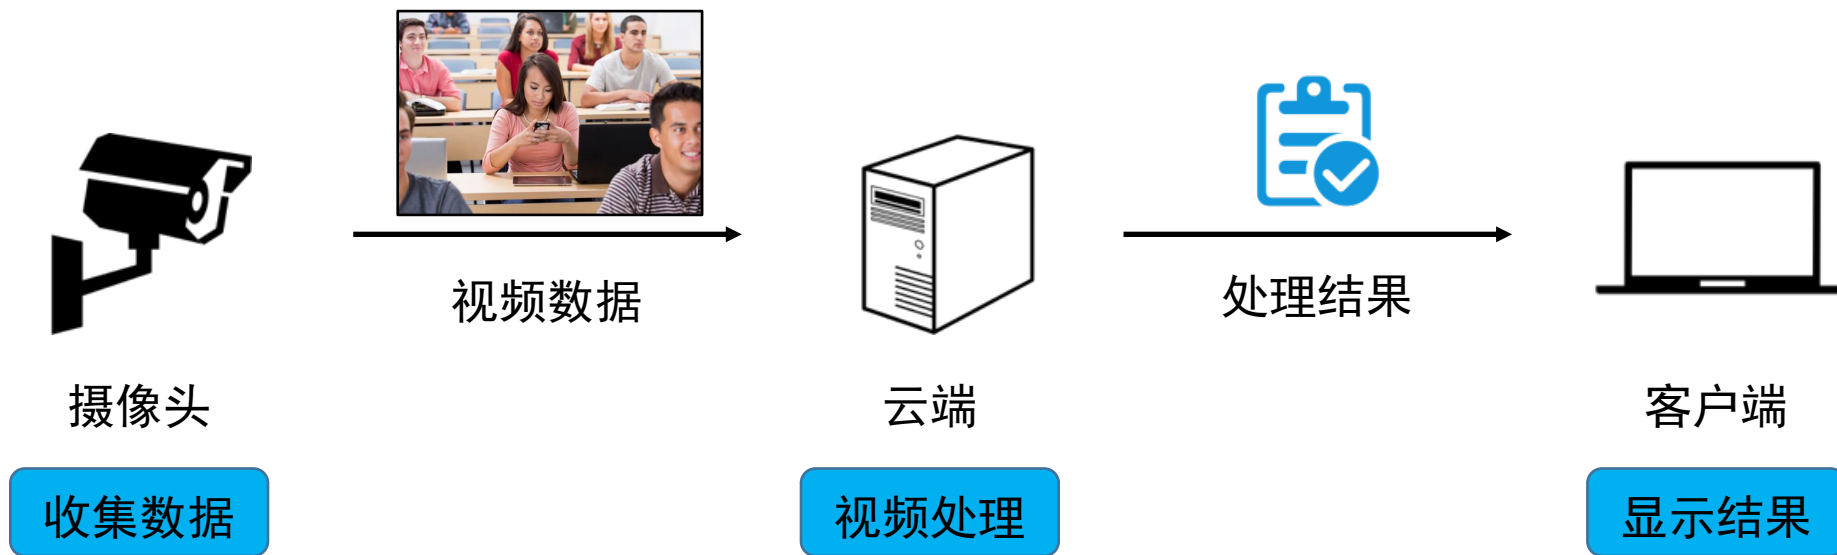 视频数据
处理结果
摄像头
云端
客户端
收集数据
视频处理
显示结果